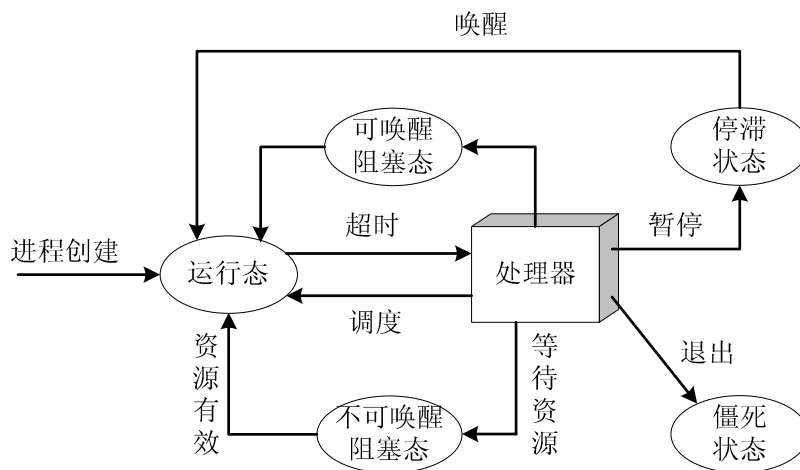 唤醒
可唤醒
阻塞态
停滞
状态
进程创建
运行态
超时
处理器
暂停
调度
资源有效
等待资源
退出
不可唤醒
阻塞态
僵死
状态